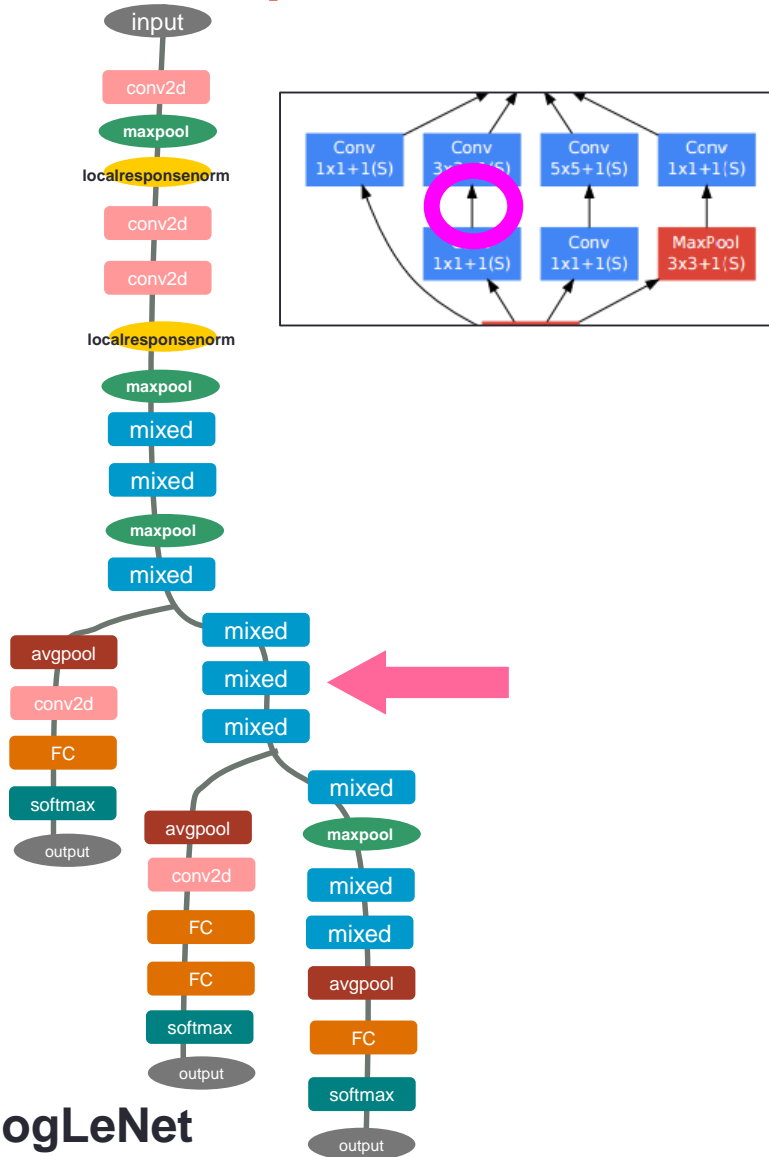 input
conv2d
maxpool
localresponsenorm
conv2d
conv2d
localresponsenorm
maxpool
mixed
mixed
maxpool
mixed
avgpool
conv2d
FC
softmax
output
mixed
mixed
mixed
avgpool
conv2d
FC
FC
softmax
output
mixed
maxpool
mixed
mixed
avgpool
FC
softmax
output
Conv
1x1+1(S)
Conv
Conv
5x5+1(S)
Conv
1x1+1(S)
1x1+1(S)
Conv
1x1+1(S)
MaxPool
3x3+1(S)
ogLeNet